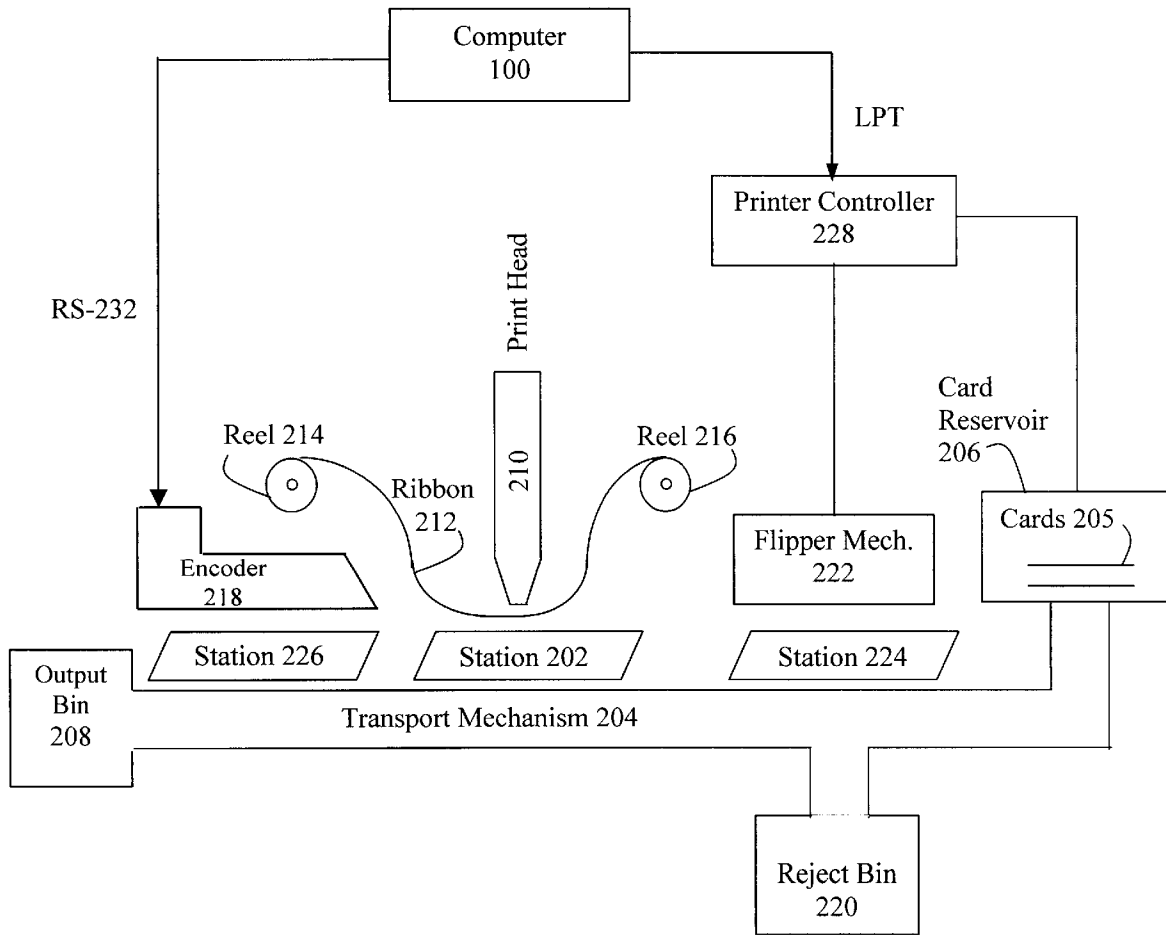 Computer
100
LPT
Printer Controller
228
RS-232
Print Head
210
Reel 214
Ribbon
212
Reel 216
Card
Reservoir
206
Cards 205
Flipper Mech.
222
Encoder
218
Station 226
Station 202
Station 224
Output
Bin
208
Transport Mechanism 204
Reject Bin
220